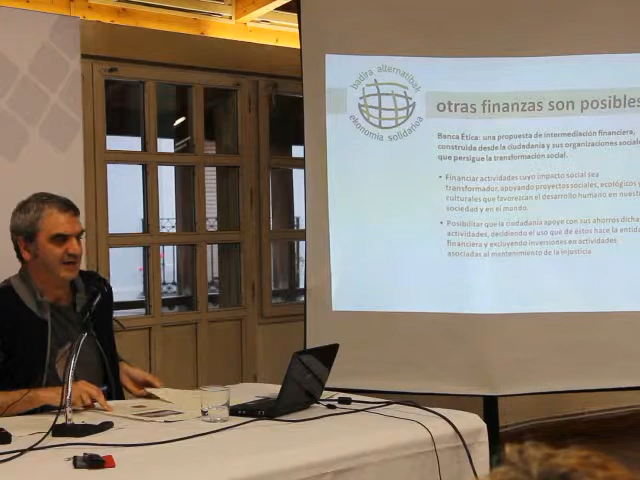 badira alternatibak
ekonomia solidarioa
otras finanzas son posibles
Banca Ética: una propuesta de intermediación financiera,
construida desde la ciudadanía y sus organizaciones sociale
que persigue la transformación social.
• Financiar actividades cuyo impacto social sea
transformador, apoyando proyectos sociales, ecológicos y
culturales que favorezcan el desarrollo humano en nuest
sociedad y en el mundo.
• Posibilitar que la ciudadanía apoye con sus ahorros dicha
actividades, decidiendo el uso que de éstos hace la entida
financiera y excluyendo inversiones en actividades
asociadas al mantenimiento de la injusticia